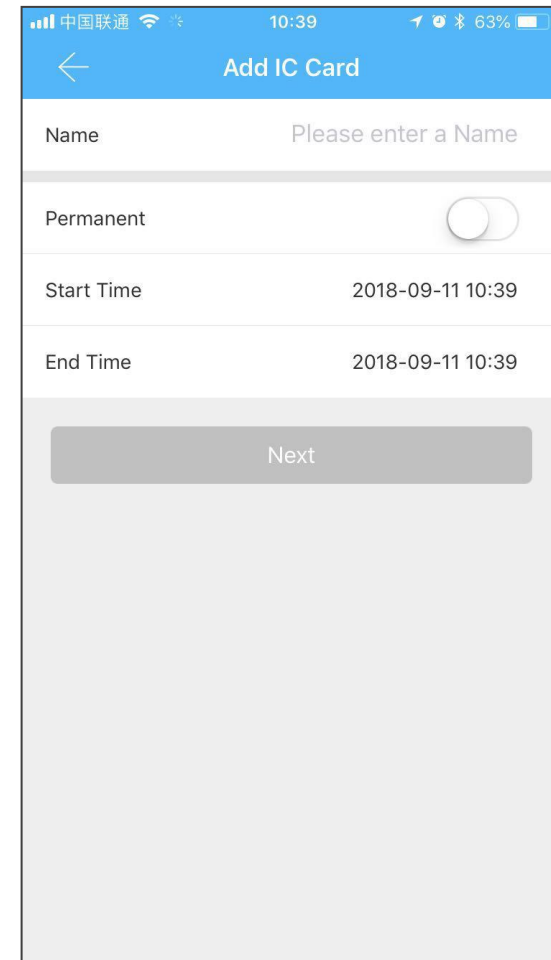 中国联通 10:39 63%
Add IC Card
Name Please enter a Name
Permanent
Start Time 2018-09-11 10:39
End Time 2018-09-11 10:39
Next